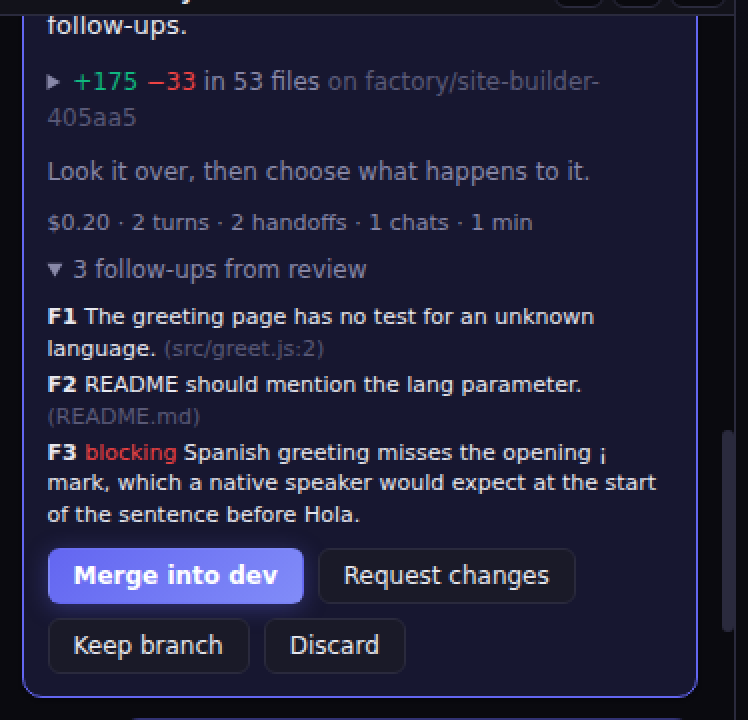 follow-ups.
▶ +175 −33 in 53 files on factory/site-builder-
405aa5
Look it over, then choose what happens to it.
$0.20 · 2 turns · 2 handoffs · 1 chats · 1 min
▼ 3 follow-ups from review
F1 The greeting page has no test for an unknown
language. (src/greet.js:2)
F2 README should mention the lang parameter.
(README.md)
F3 blocking Spanish greeting misses the opening ¡
mark, which a native speaker would expect at the start
of the sentence before Hola.
Merge into dev
Request changes
Keep branch
Discard